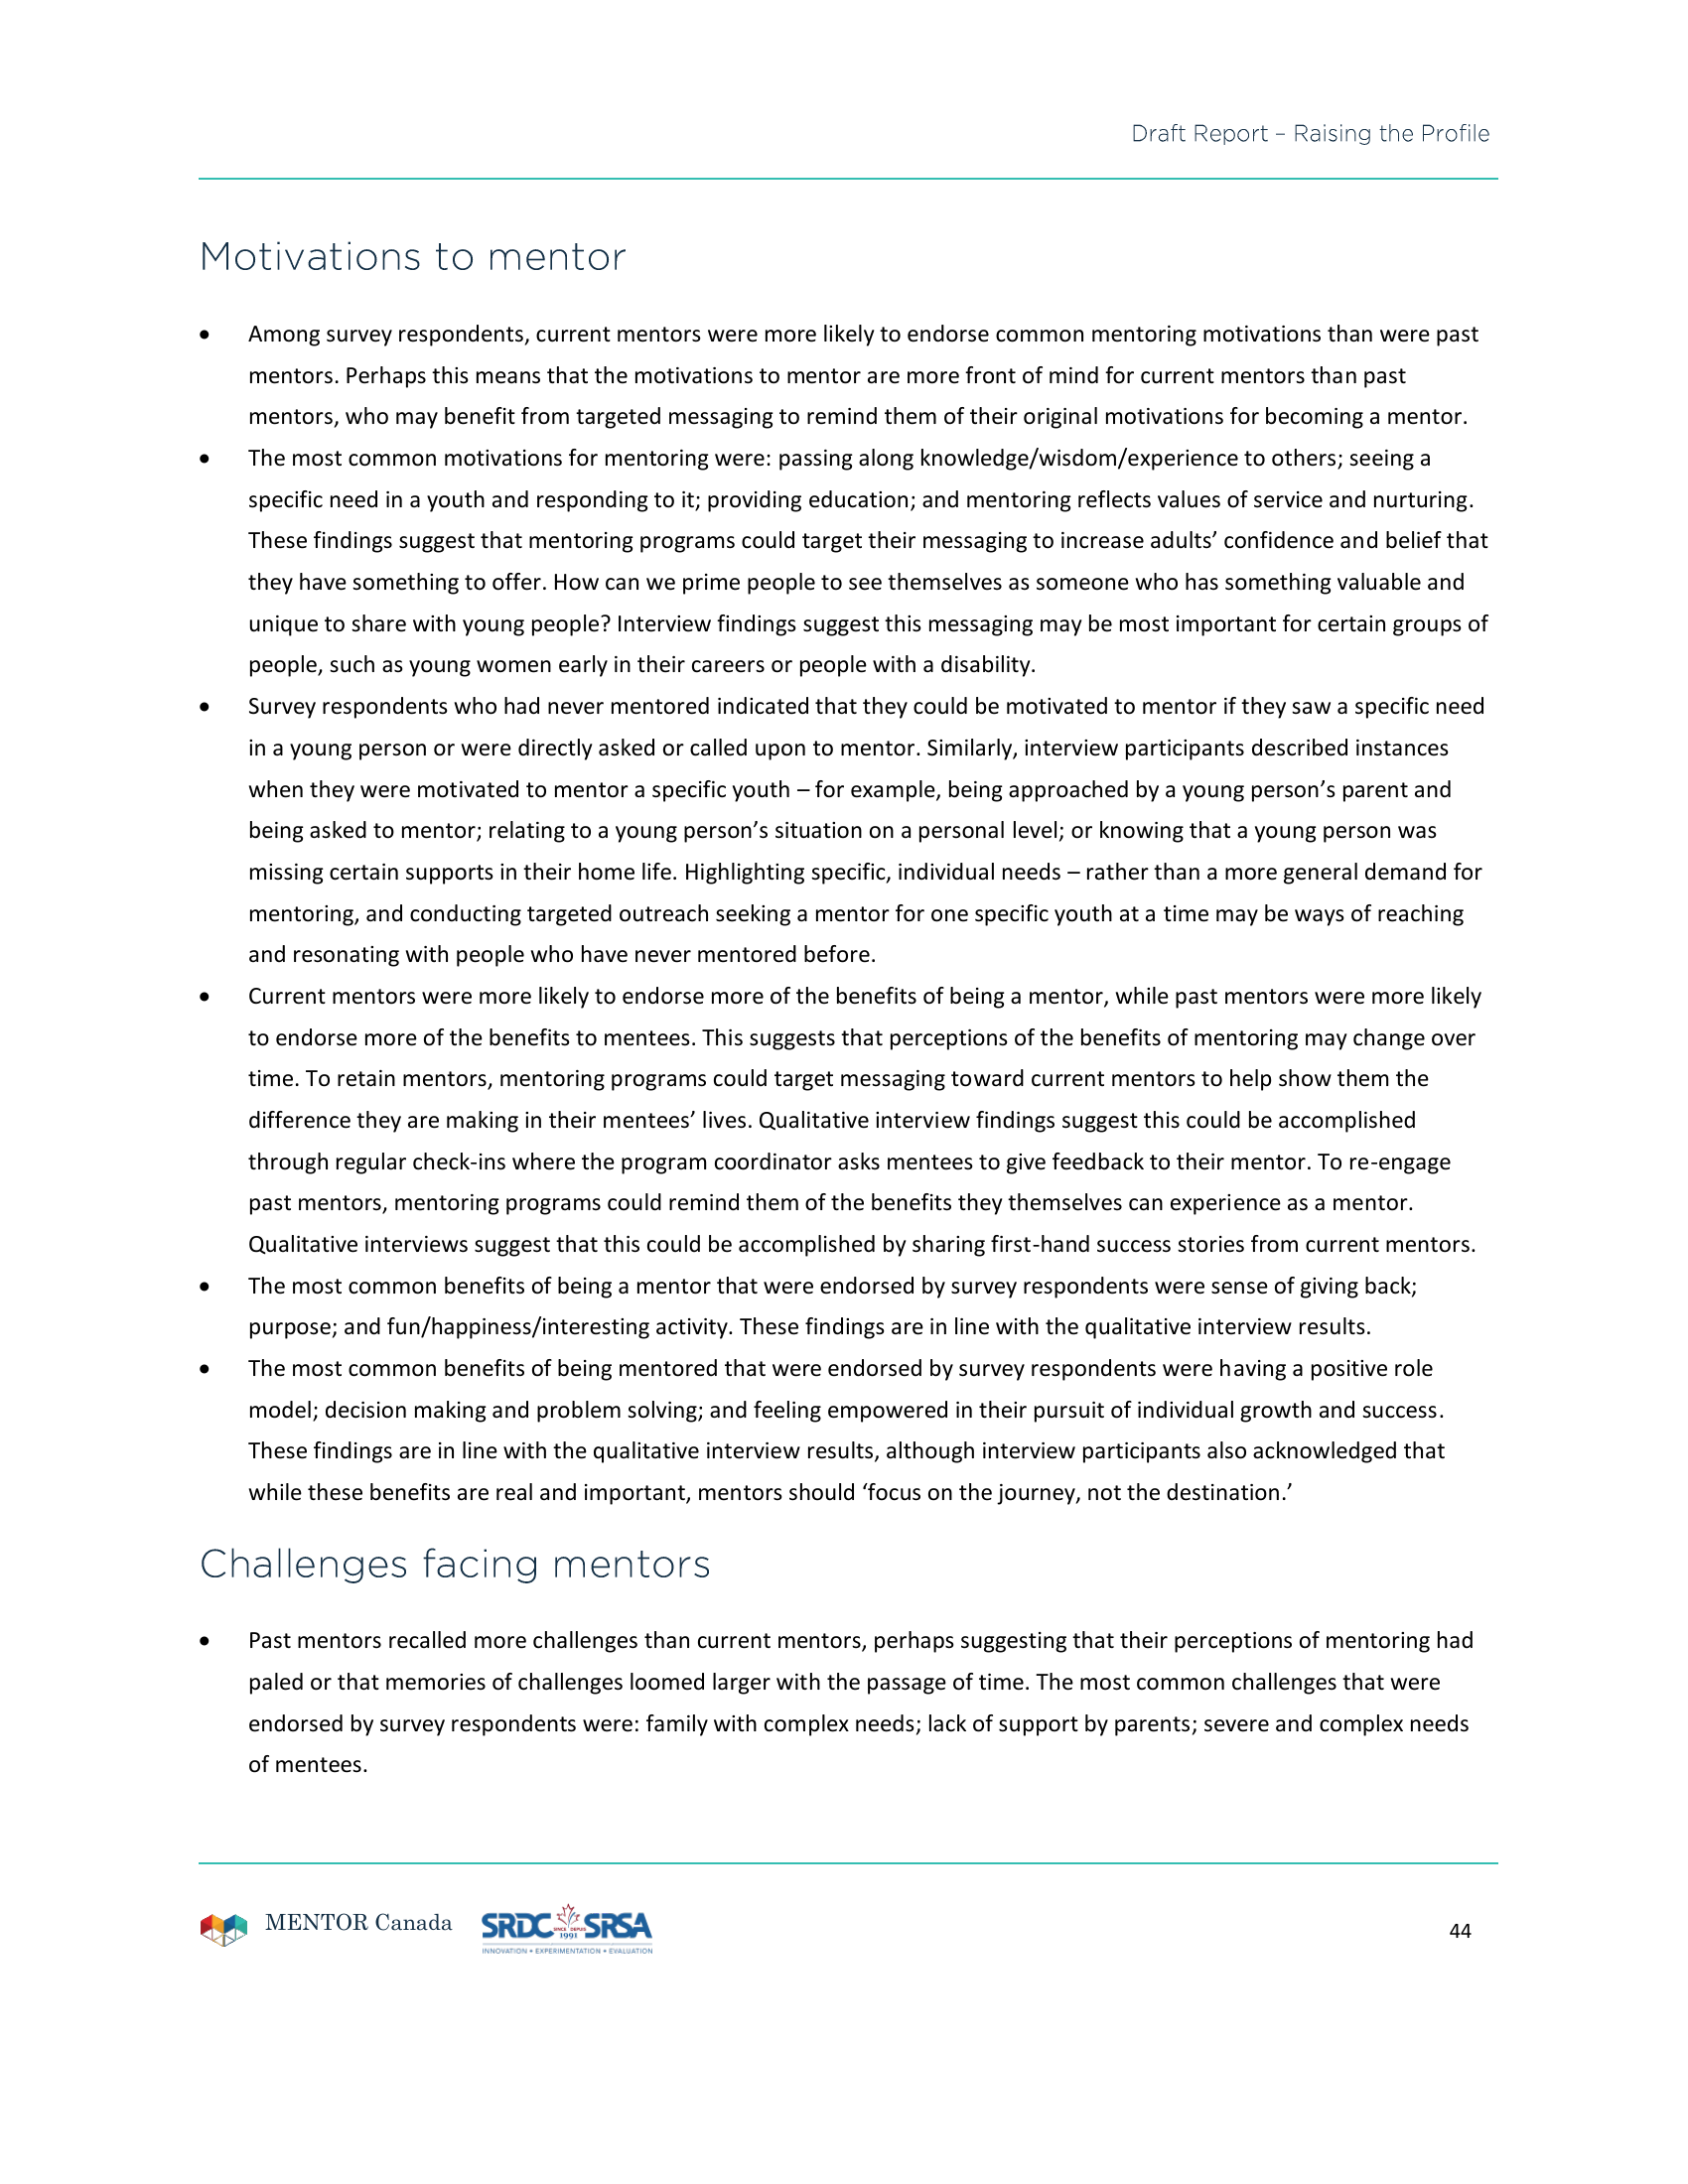 Draft Report – Raising the Profile
Motivations to mentor
• Among survey respondents, current mentors were more likely to endorse common mentoring motivations than were past
mentors. Perhaps this means that the motivations to mentor are more front of mind for current mentors than past
mentors, who may benefit from targeted messaging to remind them of their original motivations for becoming a mentor.
• The most common motivations for mentoring were: passing along knowledge/wisdom/experience to others; seeing a
specific need in a youth and responding to it; providing education; and mentoring reflects values of service and nurturing.
These findings suggest that mentoring programs could target their messaging to increase adults’ confidence and belief that
they have something to offer. How can we prime people to see themselves as someone who has something valuable and
unique to share with young people? Interview findings suggest this messaging may be most important for certain groups of
people, such as young women early in their careers or people with a disability.
• Survey respondents who had never mentored indicated that they could be motivated to mentor if they saw a specific need
in a young person or were directly asked or called upon to mentor. Similarly, interview participants described instances
when they were motivated to mentor a specific youth – for example, being approached by a young person’s parent and
being asked to mentor; relating to a young person’s situation on a personal level; or knowing that a young person was
missing certain supports in their home life. Highlighting specific, individual needs – rather than a more general demand for
mentoring, and conducting targeted outreach seeking a mentor for one specific youth at a time may be ways of reaching
and resonating with people who have never mentored before.
• Current mentors were more likely to endorse more of the benefits of being a mentor, while past mentors were more likely
to endorse more of the benefits to mentees. This suggests that perceptions of the benefits of mentoring may change over
time. To retain mentors, mentoring programs could target messaging toward current mentors to help show them the
difference they are making in their mentees’ lives. Qualitative interview findings suggest this could be accomplished
through regular check-ins where the program coordinator asks mentees to give feedback to their mentor. To re-engage
past mentors, mentoring programs could remind them of the benefits they themselves can experience as a mentor.
Qualitative interviews suggest that this could be accomplished by sharing first-hand success stories from current mentors.
• The most common benefits of being a mentor that were endorsed by survey respondents were sense of giving back;
purpose; and fun/happiness/interesting activity. These findings are in line with the qualitative interview results.
• The most common benefits of being mentored that were endorsed by survey respondents were having a positive role
model; decision making and problem solving; and feeling empowered in their pursuit of individual growth and success.
These findings are in line with the qualitative interview results, although interview participants also acknowledged that
while these benefits are real and important, mentors should ‘focus on the journey, not the destination.’
Challenges facing mentors
• Past mentors recalled more challenges than current mentors, perhaps suggesting that their perceptions of mentoring had
paled or that memories of challenges loomed larger with the passage of time. The most common challenges that were
endorsed by survey respondents were: family with complex needs; lack of support by parents; severe and complex needs
of mentees.
MENTOR Canada
SRDC SINCE DEPUIS 1991 SRSA
INNOVATION • EXPERIMENTATION • EVALUATION
44